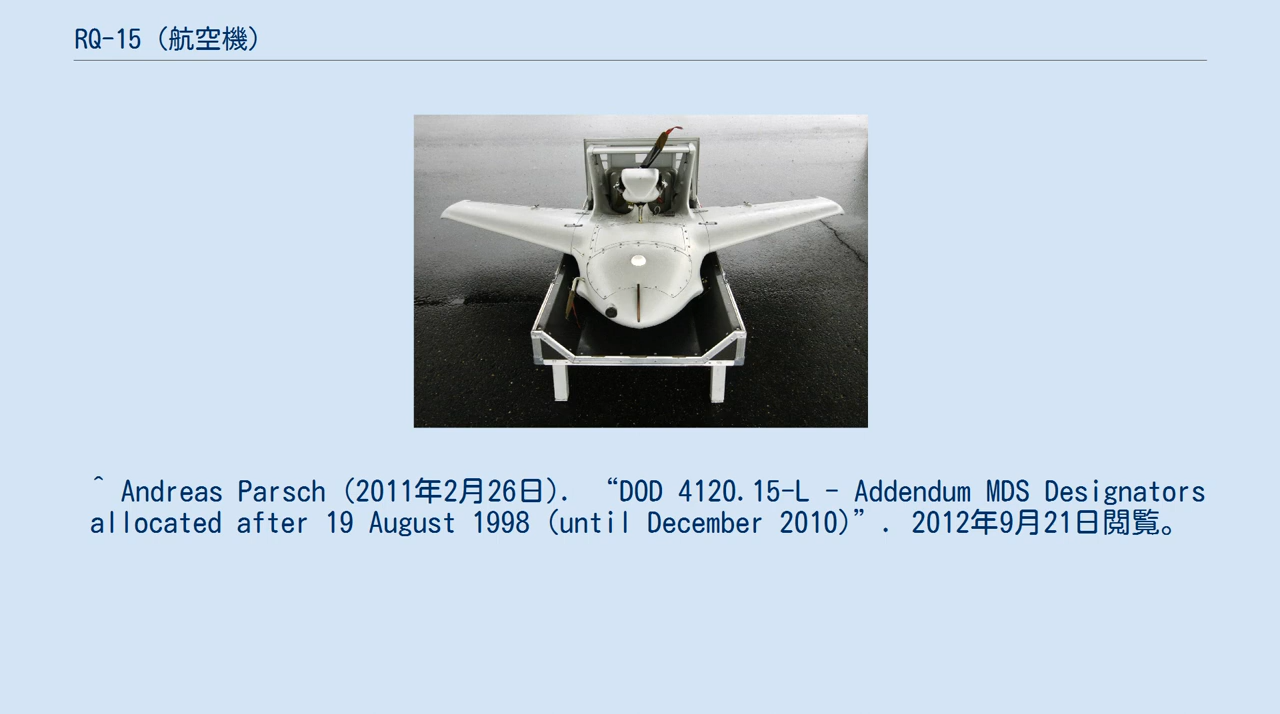 RQ-15 (航空機)
^ Andreas Parsch (2011年2月26日). “DOD 4120.15-L - Addendum MDS Designators
allocated after 19 August 1998 (until December 2010)”. 2012年9月21日閲覧。